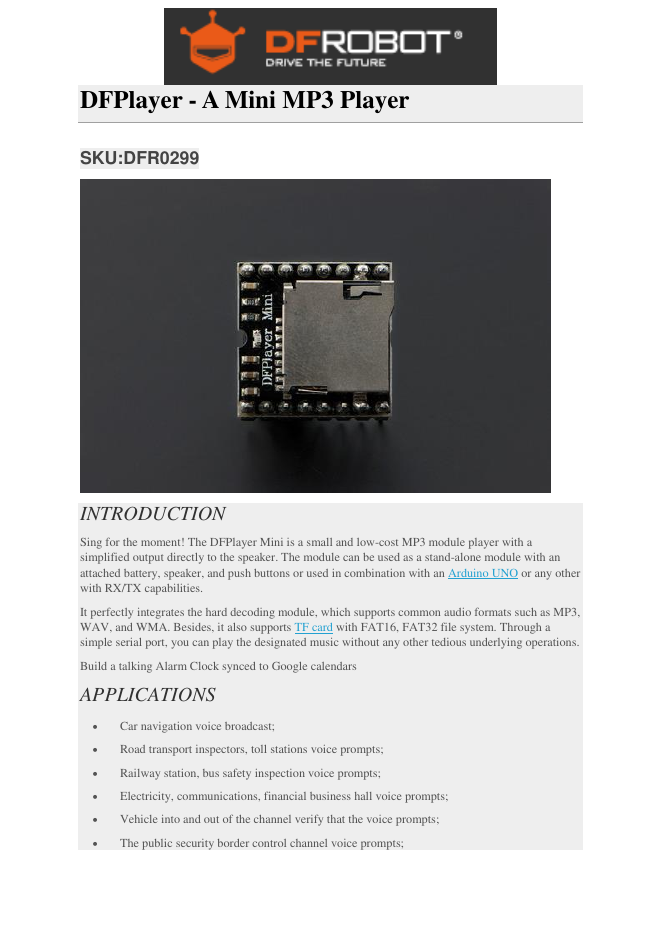 DFROBOT®
DRIVE THE FUTURE
DFPlayer - A Mini MP3 Player
SKU:DFR0299
DFPlayer Mini
INTRODUCTION
Sing for the moment! The DFPlayer Mini is a small and low-cost MP3 module player with a
simplified output directly to the speaker. The module can be used as a stand-alone module with an
attached battery, speaker, and push buttons or used in combination with an Arduino UNO or any other
with RX/TX capabilities.
It perfectly integrates the hard decoding module, which supports common audio formats such as MP3,
WAV, and WMA. Besides, it also supports TF card with FAT16, FAT32 file system. Through a
simple serial port, you can play the designated music without any other tedious underlying operations.
Build a talking Alarm Clock synced to Google calendars
APPLICATIONS
• Car navigation voice broadcast;
• Road transport inspectors, toll stations voice prompts;
• Railway station, bus safety inspection voice prompts;
• Electricity, communications, financial business hall voice prompts;
• Vehicle into and out of the channel verify that the voice prompts;
• The public security border control channel voice prompts;